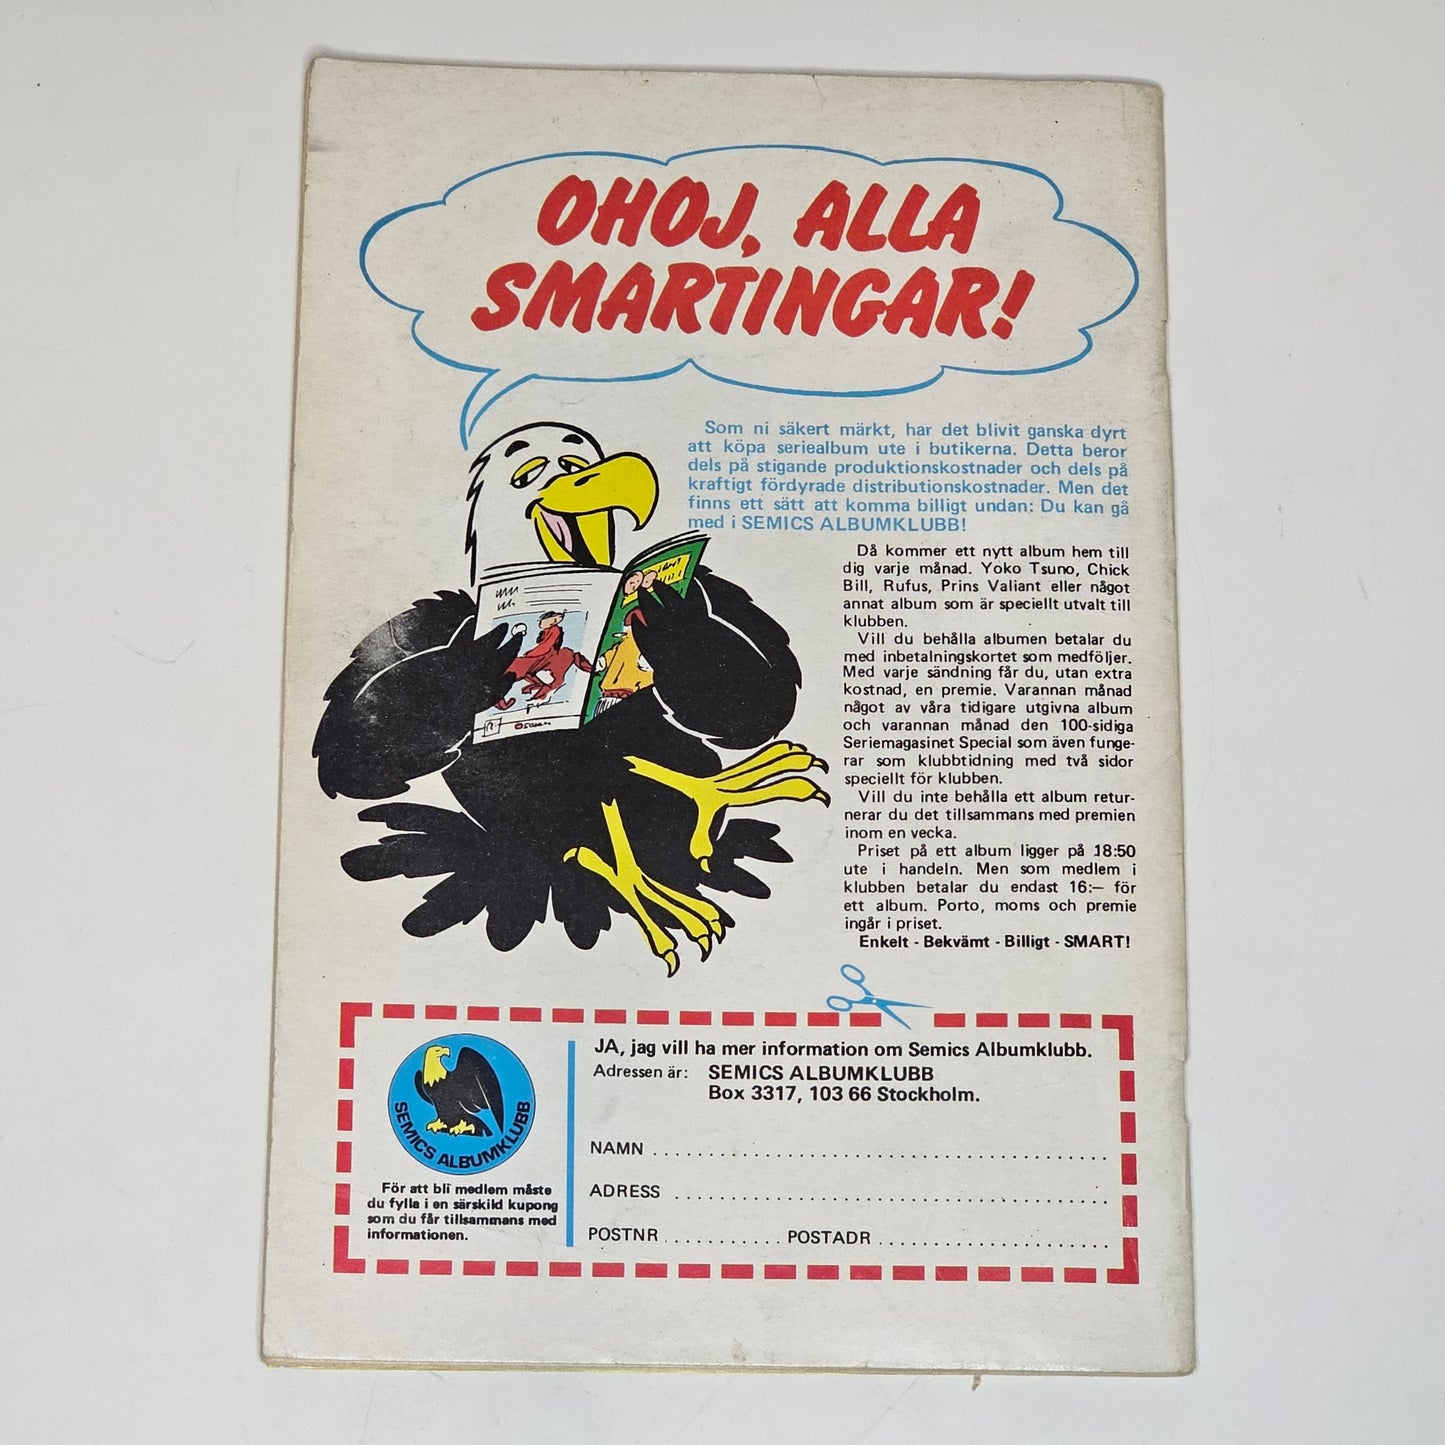 OHOJ, ALLA
SMARTINGAR!
Som ni säkert märkt, har det blivit ganska dyrt
att köpa seriealbum ute i butikerna. Detta beror
dels på stigande produktionskostnader och dels på
kraftigt fördyrade distributionskostnader. Men det
finns ett sätt att komma billigt undan: Du kan gå
med i SEMICS ALBUMKLUBB!
Då kommer ett nytt album hem till
dig varje månad. Yoko Tsuno, Chick
Bill, Rufus, Prins Valiant eller något
annat album som är speciellt utvalt till
klubben.
Vill du behålla albumen betalar du
med inbetalningskortet som medföljer.
Med varje sändning får du, utan extra
kostnad, en premie. Varannan månad
något av våra tidigare utgivna album
och varannan månad den 100-sidiga
Seriemagasinet Special som även funge-
rar som klubbtidning med två sidor
speciellt för klubben.
Vill du inte behålla ett album retur-
nerar du det tillsammans med premien
inom en vecka.
Priset på ett album ligger på 18:50
ute i handeln. Men som medlem i
klubben betalar du endast 16:— för
ett album. Porto, moms och premie
ingår i priset.
Enkelt - Bekvämt - Billigt - SMART!
SEMICS ALBUMKLUBB
För att bli medlem måste
du fylla i en särskild kupong
som du får tillsammans med
informationen.
JA, jag vill ha mer information om Semics Albumklubb.
Adressen är: SEMICS ALBUMKLUBB
Box 3317, 103 66 Stockholm.
NAMN
ADRESS
POSTNR POSTADR